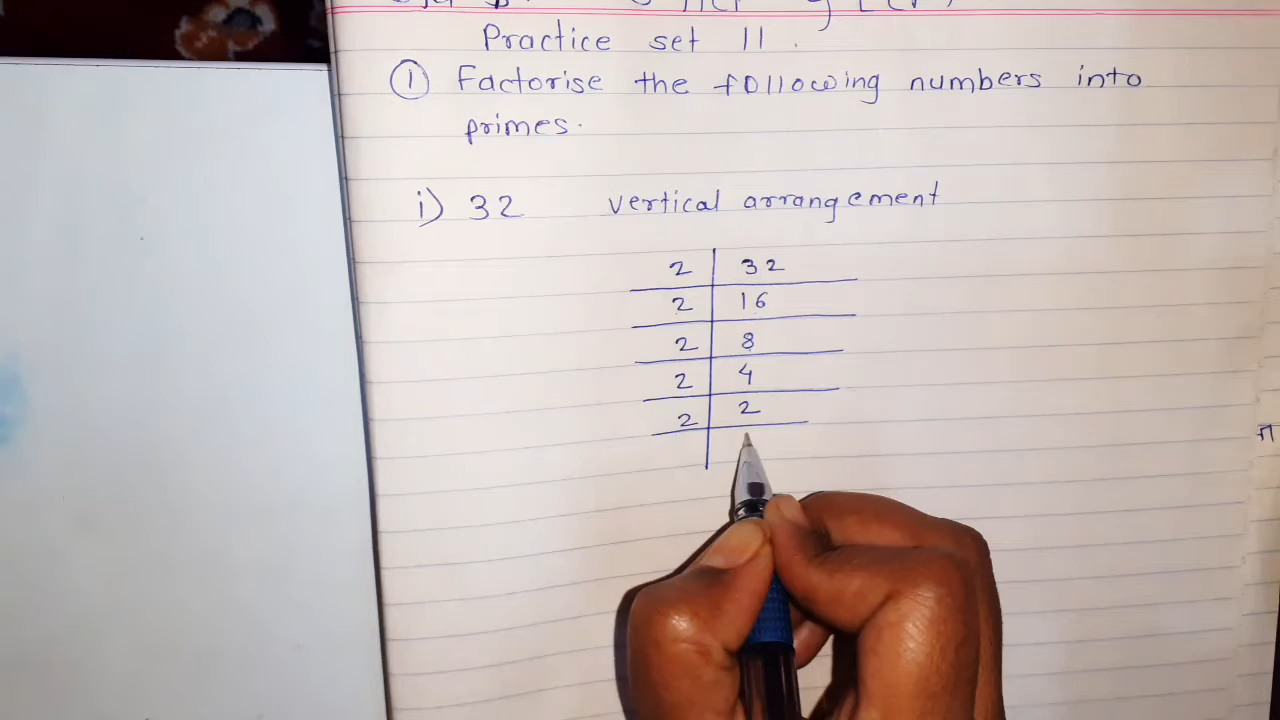 Practice set 11.
① Factorise the following numbers into
primes.
i) 32 vertical arrangement
2 | 32
2 | 16
2 | 8
2 | 4
2 | 2